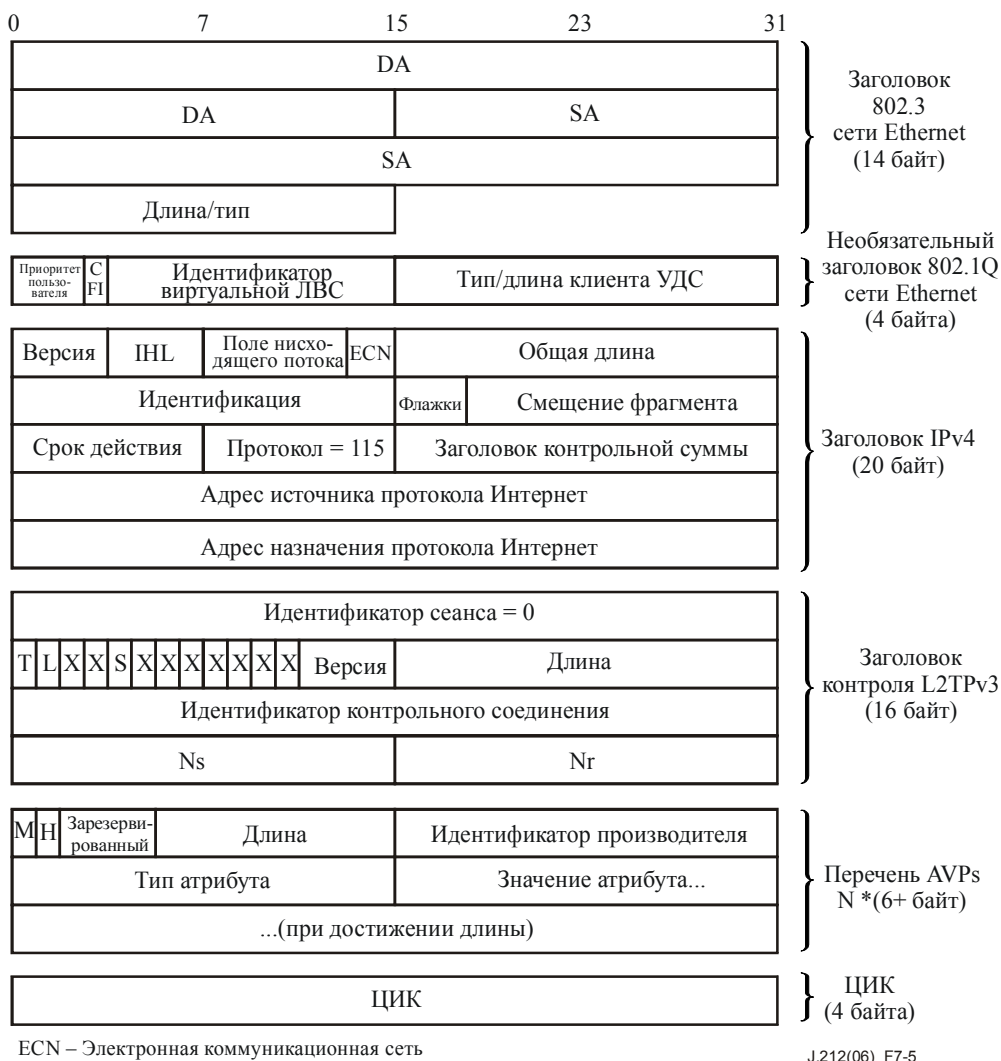 0 7 15 23 31
DA
DA SA
SA
Длина/тип
Заголовок
802.3
сети Ethernet
(14 байт)
Приоритет
пользо-
вателя
C
FI
Идентификатор
виртуальной ЛВС
Тип/длина клиента УДС
Необязательный
заголовок 802.1Q
сети Ethernet
(4 байта)
Версия IHL
Поле нисхо-
дящего потока
ECN
Общая длина
Идентификация Флажки Смещение фрагмента
Срок действия Протокол = 115 Заголовок контрольной суммы
Адрес источника протокола Интернет
Адрес назначения протокола Интернет
Заголовок IPv4
(20 байт)
Идентификатор сеанса = 0
T L X X S X X X X X X X Версия Длина
Идентификатор контрольного соединения
Ns Nr
Заголовок
контроля L2TPv3
(16 байт)
M H
Зарезерви-
рованный
Длина
Идентификатор производителя
Тип атрибута Значение атрибута...
...(при достижении длины)
Перечень AVPs
N *(6+ байт)
ЦИК
ЦИК
(4 байта)
ECN – Электронная коммуникационная сеть
J.212(06)_F7-5